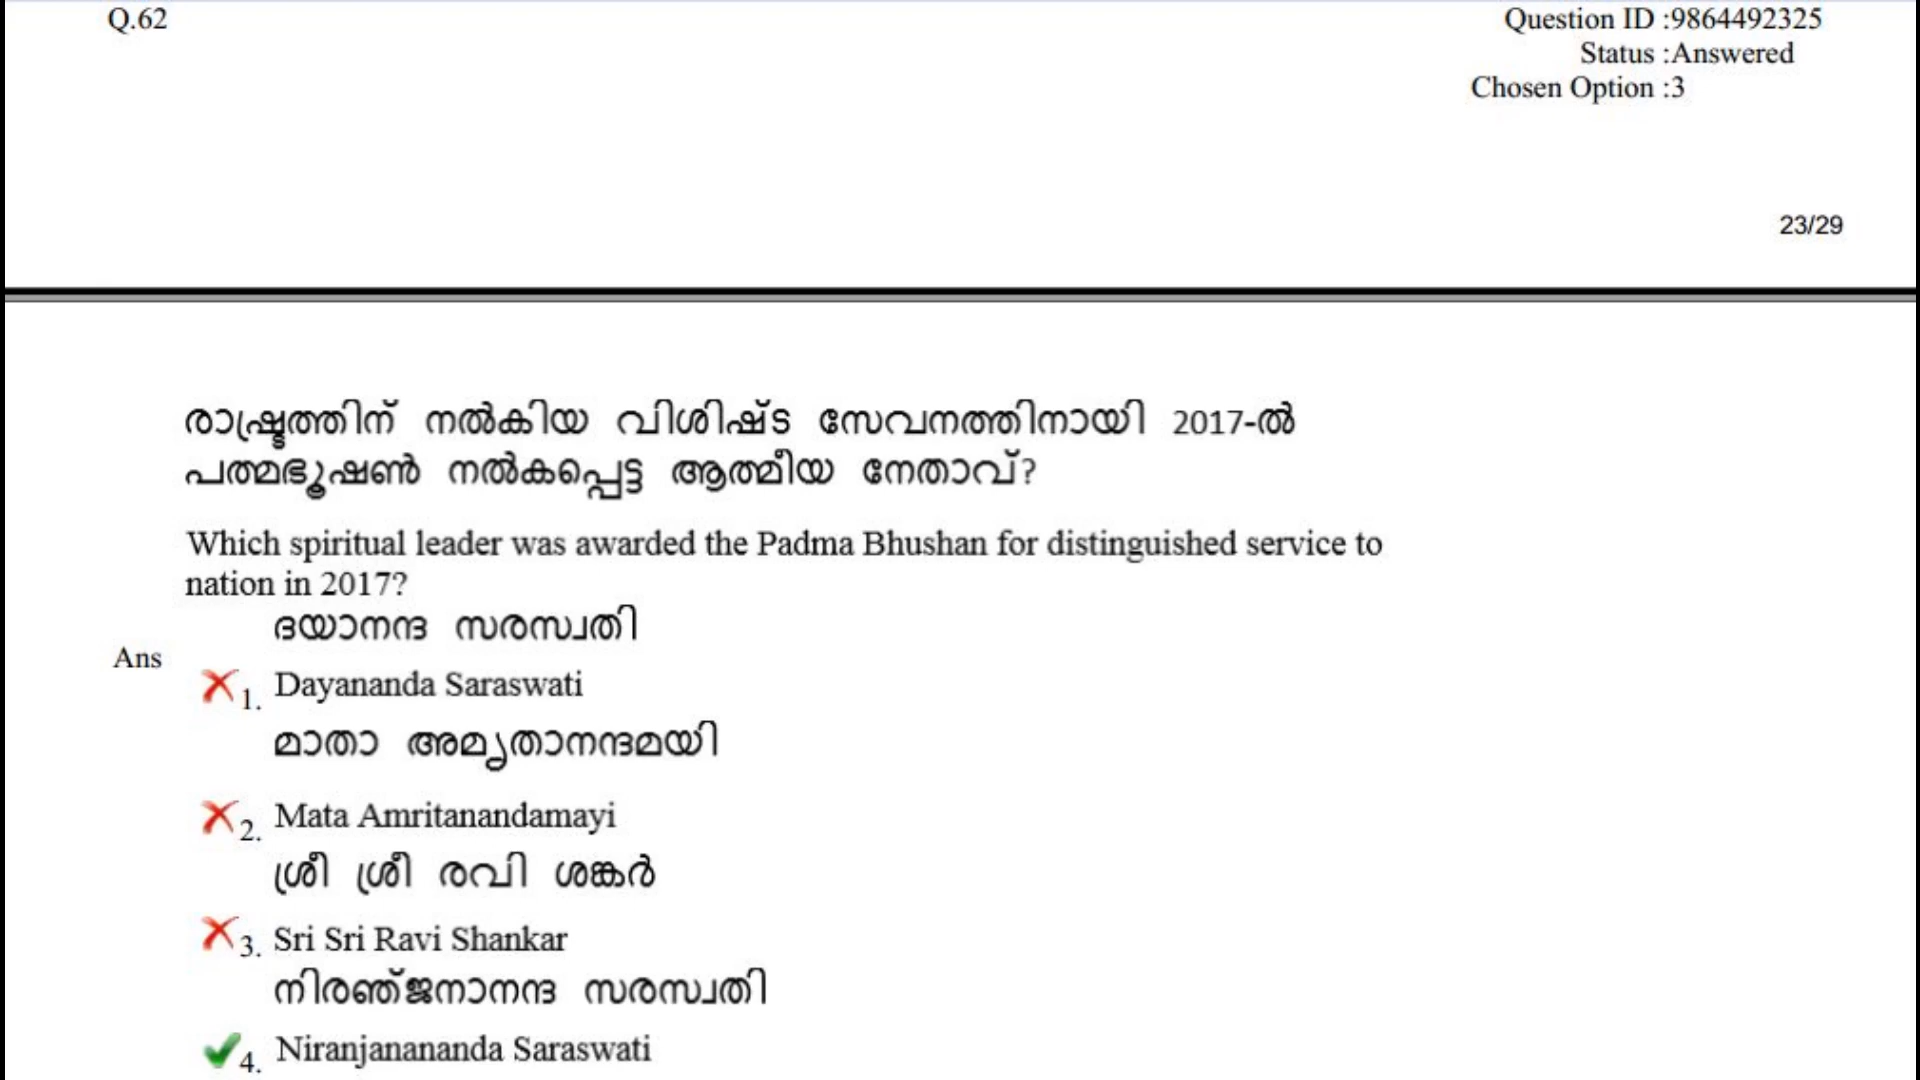 Q.62
Question ID :9864492325
Status :Answered
Chosen Option :3
23/29
രാഷ്ട്രത്തിന് നൽകിയ വിശിഷ്ട സേവനത്തിനായി 2017-ൽ
പത്മഭൂഷൺ നൽകപ്പെട്ട ആത്മീയ നേതാവ്?
Which spiritual leader was awarded the Padma Bhushan for distinguished service to
nation in 2017?
ദയാനന്ദ സരസ്വതി
Ans
1. Dayananda Saraswati
മാതാ അമൃതാനന്ദമയി
2. Mata Amritanandamayi
ശ്രീ ശ്രീ രവി ശങ്കർ
3. Sri Sri Ravi Shankar
നിരഞ്ജനാനന്ദ സരസ്വതി
4. Niranjanananda Saraswati